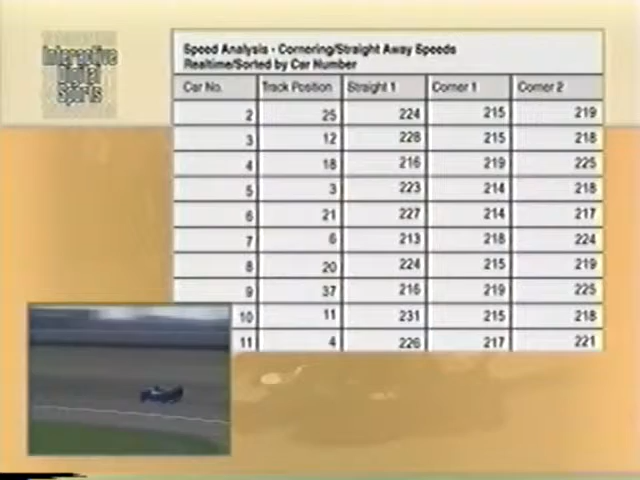 Interactive
Digital
Sports
Speed Analysis - Cornering/Straight Away Speeds
Realtime/Sorted by Car Number
Car No. Track Position Straight 1 Corner 1 Corner 2
2 25 224 215 219
3 12 228 215 218
4 18 216 219 225
5 3 223 214 218
6 21 227 214 217
7 6 213 218 224
8 20 224 215 219
9 37 216 219 225
10 11 231 215 218
11 4 226 217 221